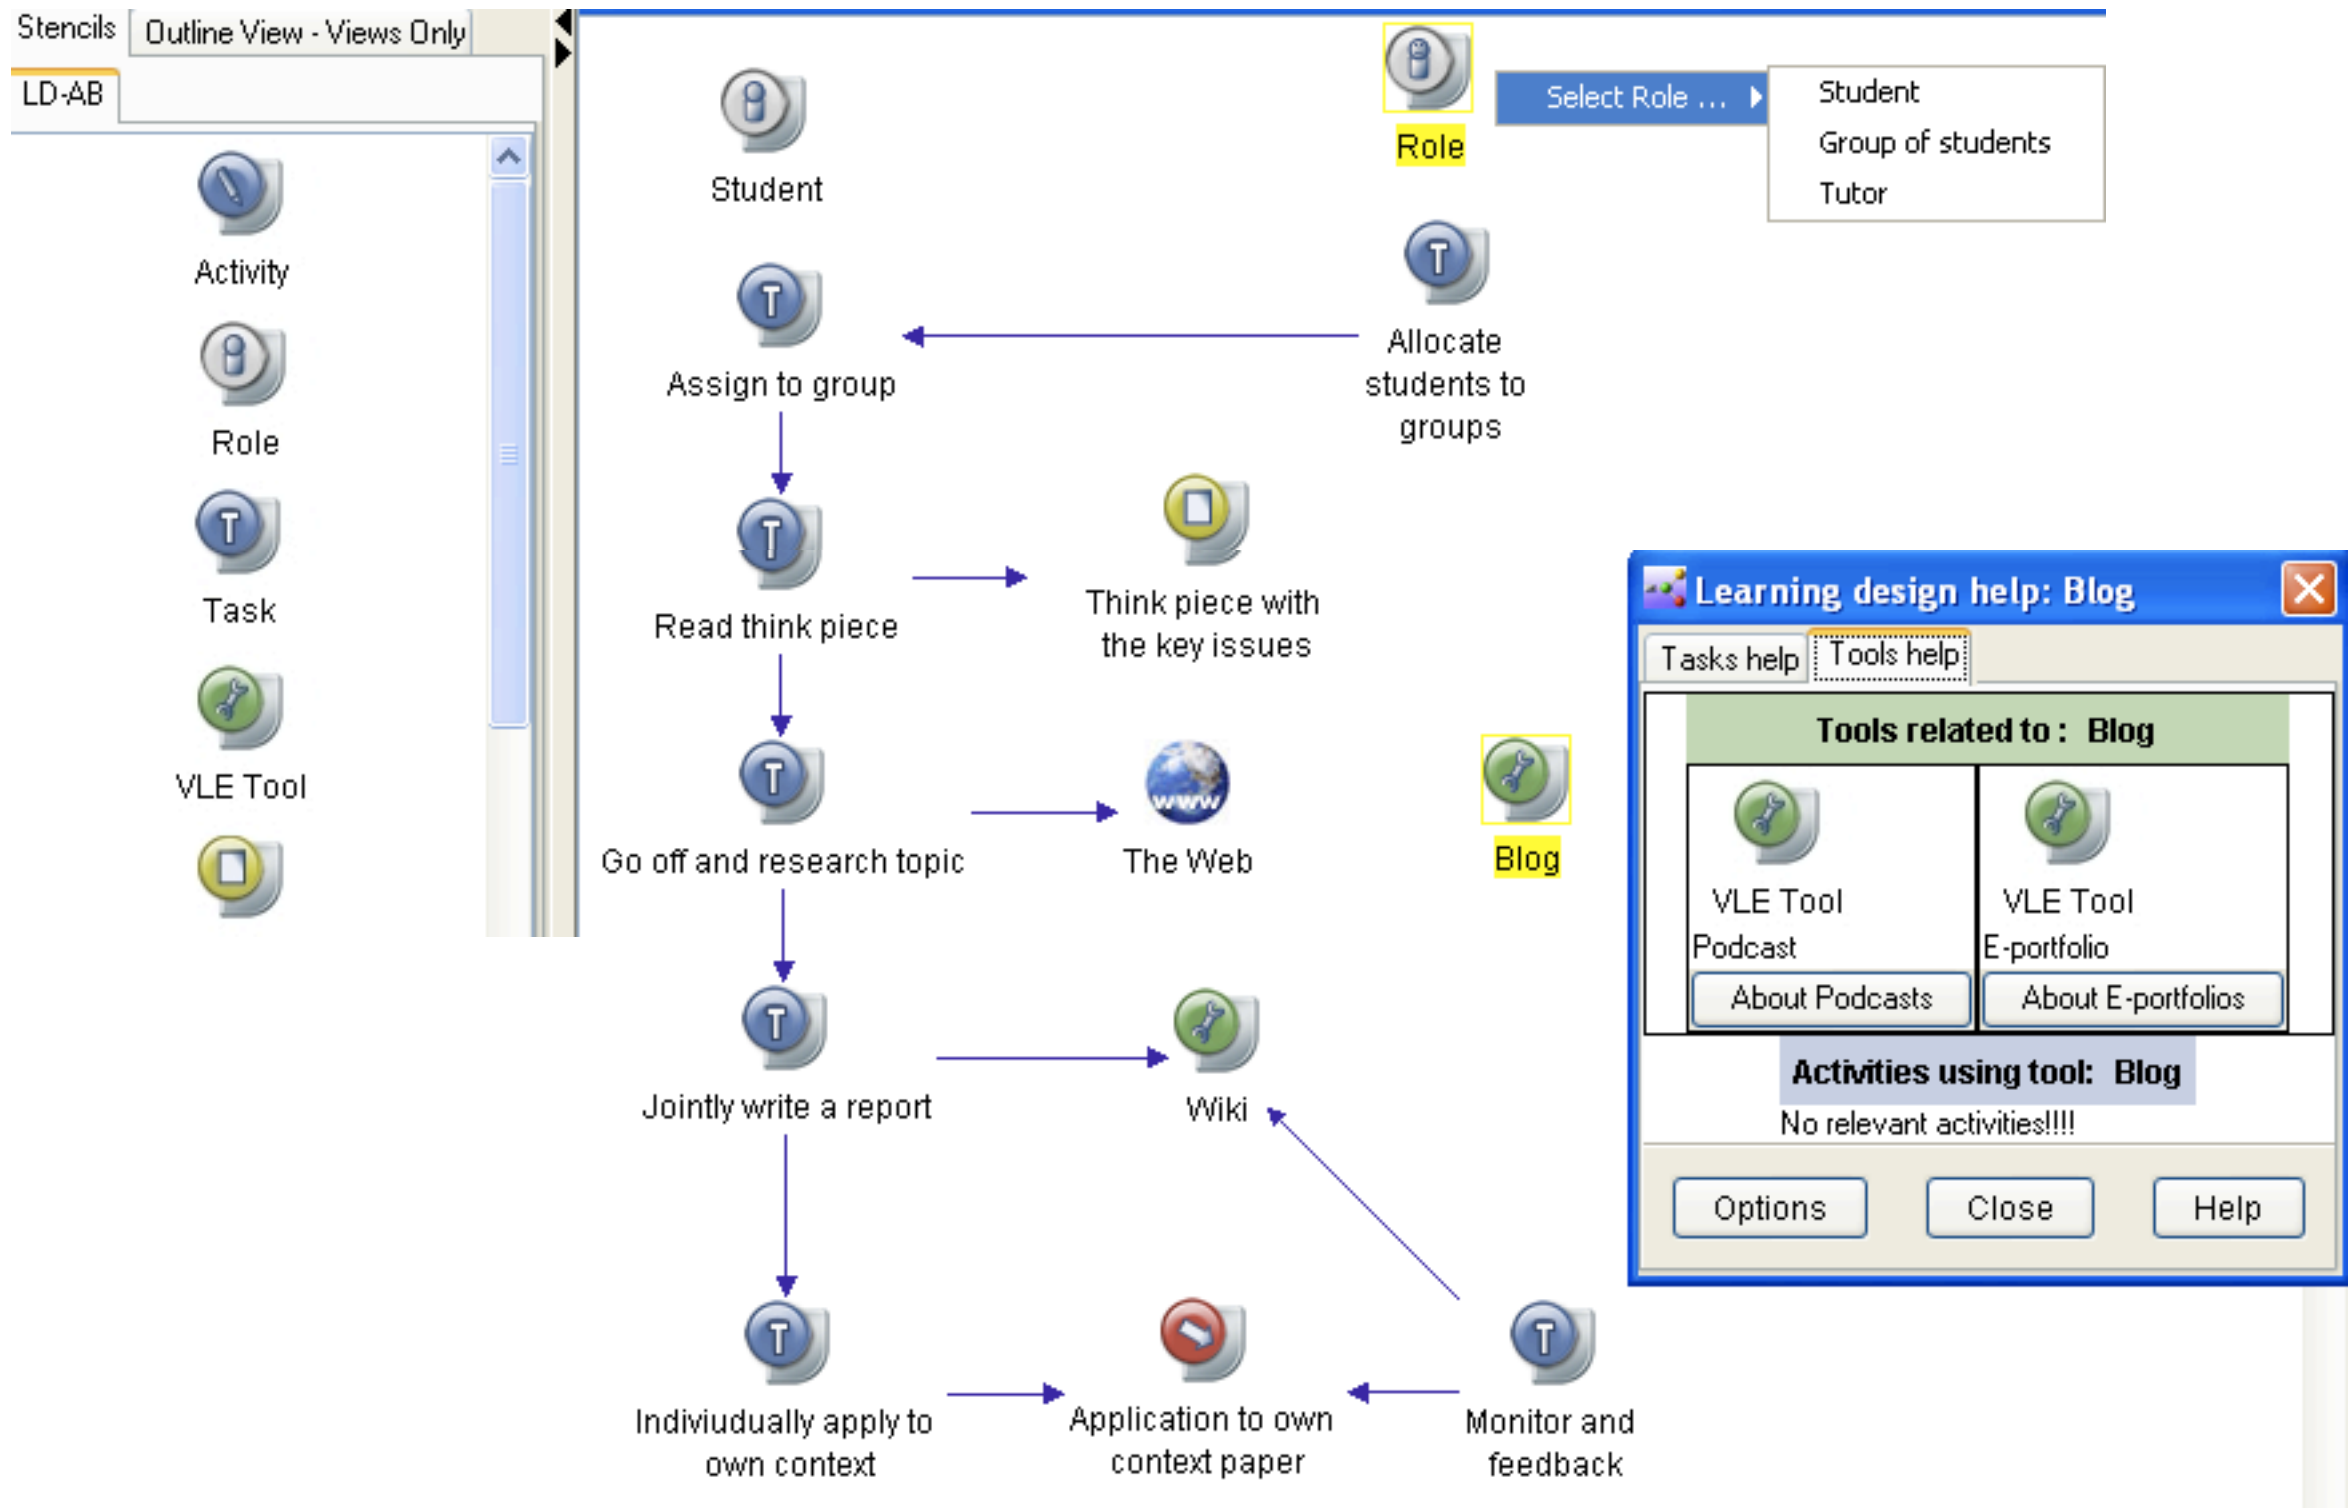 Stencils
Outline View - Views Only
LD-AB
Activity
Role
Task
VLE Tool
Student
Role
Select Role ...
Student
Group of students
Tutor
T
Assign to group
T
Allocate
students to
groups
T
T
Read think piece
Think piece with
the key issues
T
Go off and research topic
www
The Web
Blog
T
Jointly write a report
Wiki
T
Indiviudually apply to
own context
Application to own
context paper
T
Monitor and
feedback
Learning design help: Blog
Tasks help
Tools help
Tools related to : Blog
VLE Tool
Podcast
About Podcasts
VLE Tool
E-portfolio
About E-portfolios
Activities using tool: Blog
No relevant activities!!!!
Options
Close
Help